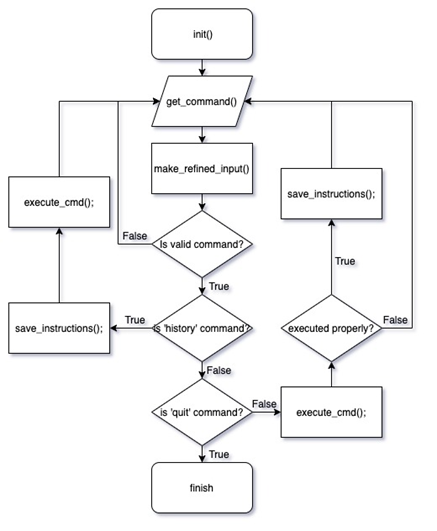 init()
get_command()
make_refined_input()
execute_cmd();
save_instructions();
False
Is valid command?
True
True
True
save_instructions();
is 'history' command?
executed properly?
False
False
is 'quit' command?
False
execute_cmd();
True
finish